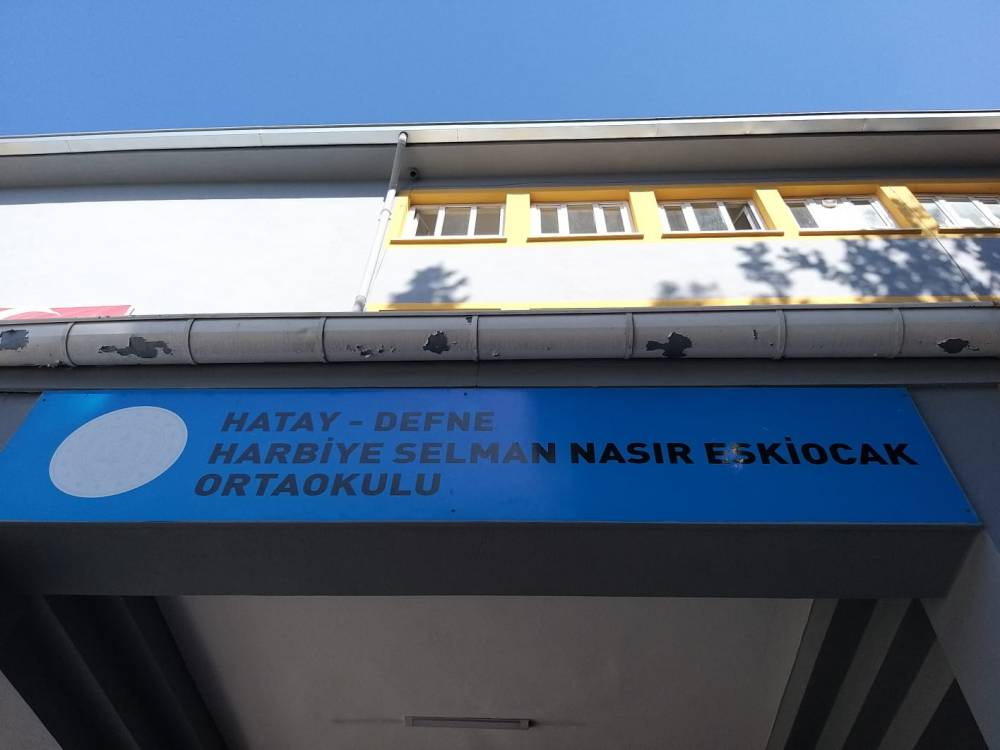 HATAY - DEFNE
HARBİYE SELMAN NASIR ESKİOCAK
ORTAOKULU